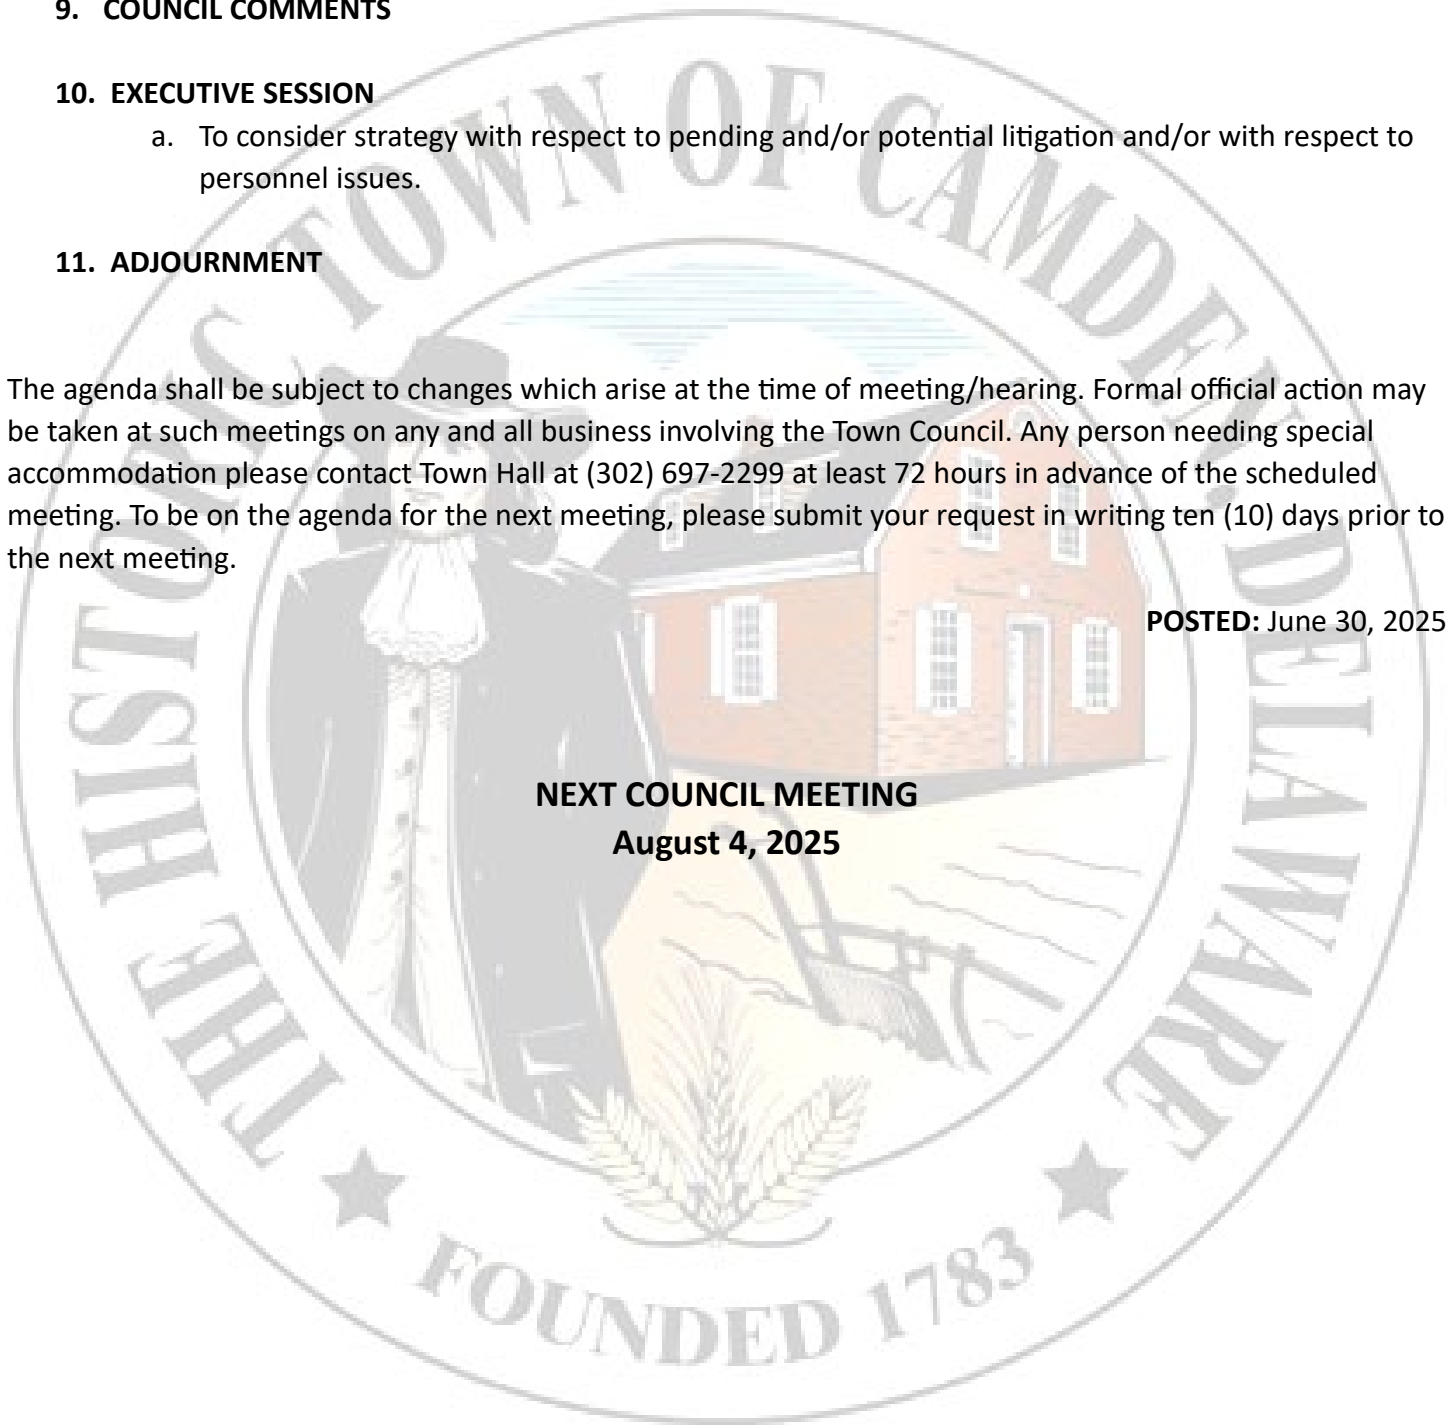 9. COUNCIL COMMENTS
10. EXECUTIVE SESSION
a. To consider strategy with respect to pending and/or potential litigation and/or with respect to
personnel issues.
11. ADJOURNMENT
The agenda shall be subject to changes which arise at the time of meeting/hearing. Formal official action may
be taken at such meetings on any and all business involving the Town Council. Any person needing special
accommodation please contact Town Hall at (302) 697-2299 at least 72 hours in advance of the scheduled
meeting. To be on the agenda for the next meeting, please submit your request in writing ten (10) days prior to
the next meeting.
POSTED: June 30, 2025
NEXT COUNCIL MEETING
August 4, 2025
THE HISTORIC TOWN OF CAMDEN, DELAWARE
FOUNDED 1783